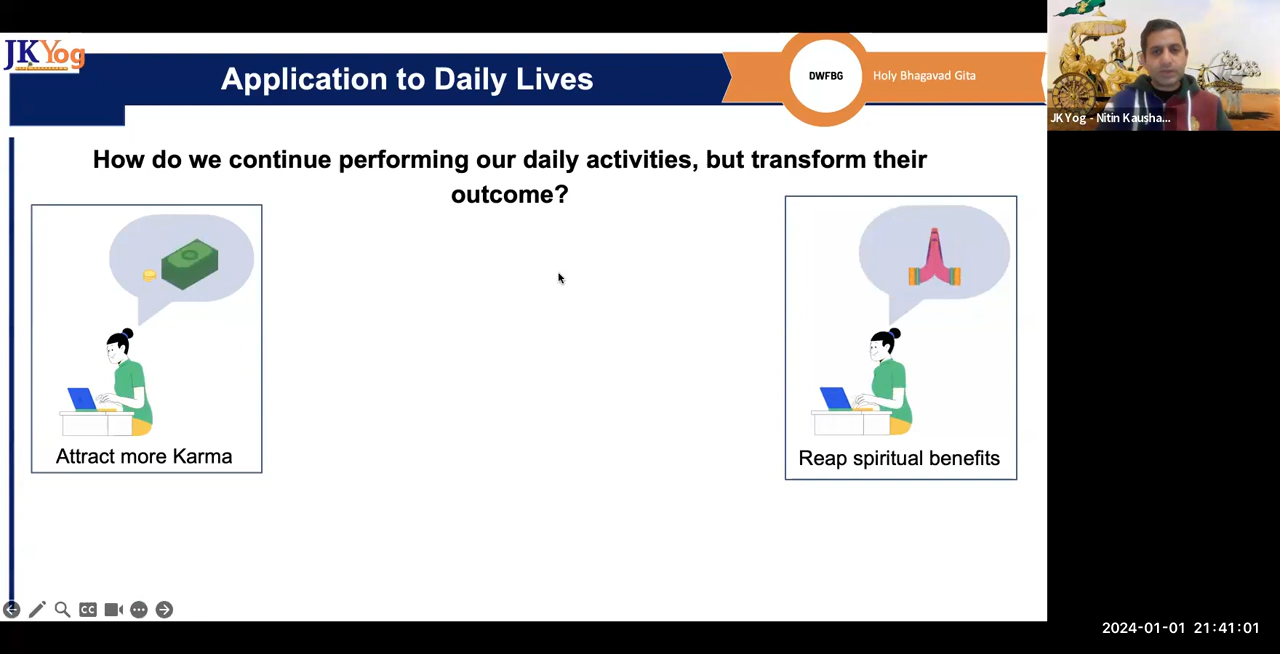 JKYog
Application to Daily Lives
DWFBG
Holy Bhagavad Gita
JKYog - Nitin Kausha...
How do we continue performing our daily activities, but transform their
outcome?
Attract more Karma
Reap spiritual benefits
CC
2024-01-01 21:41:01